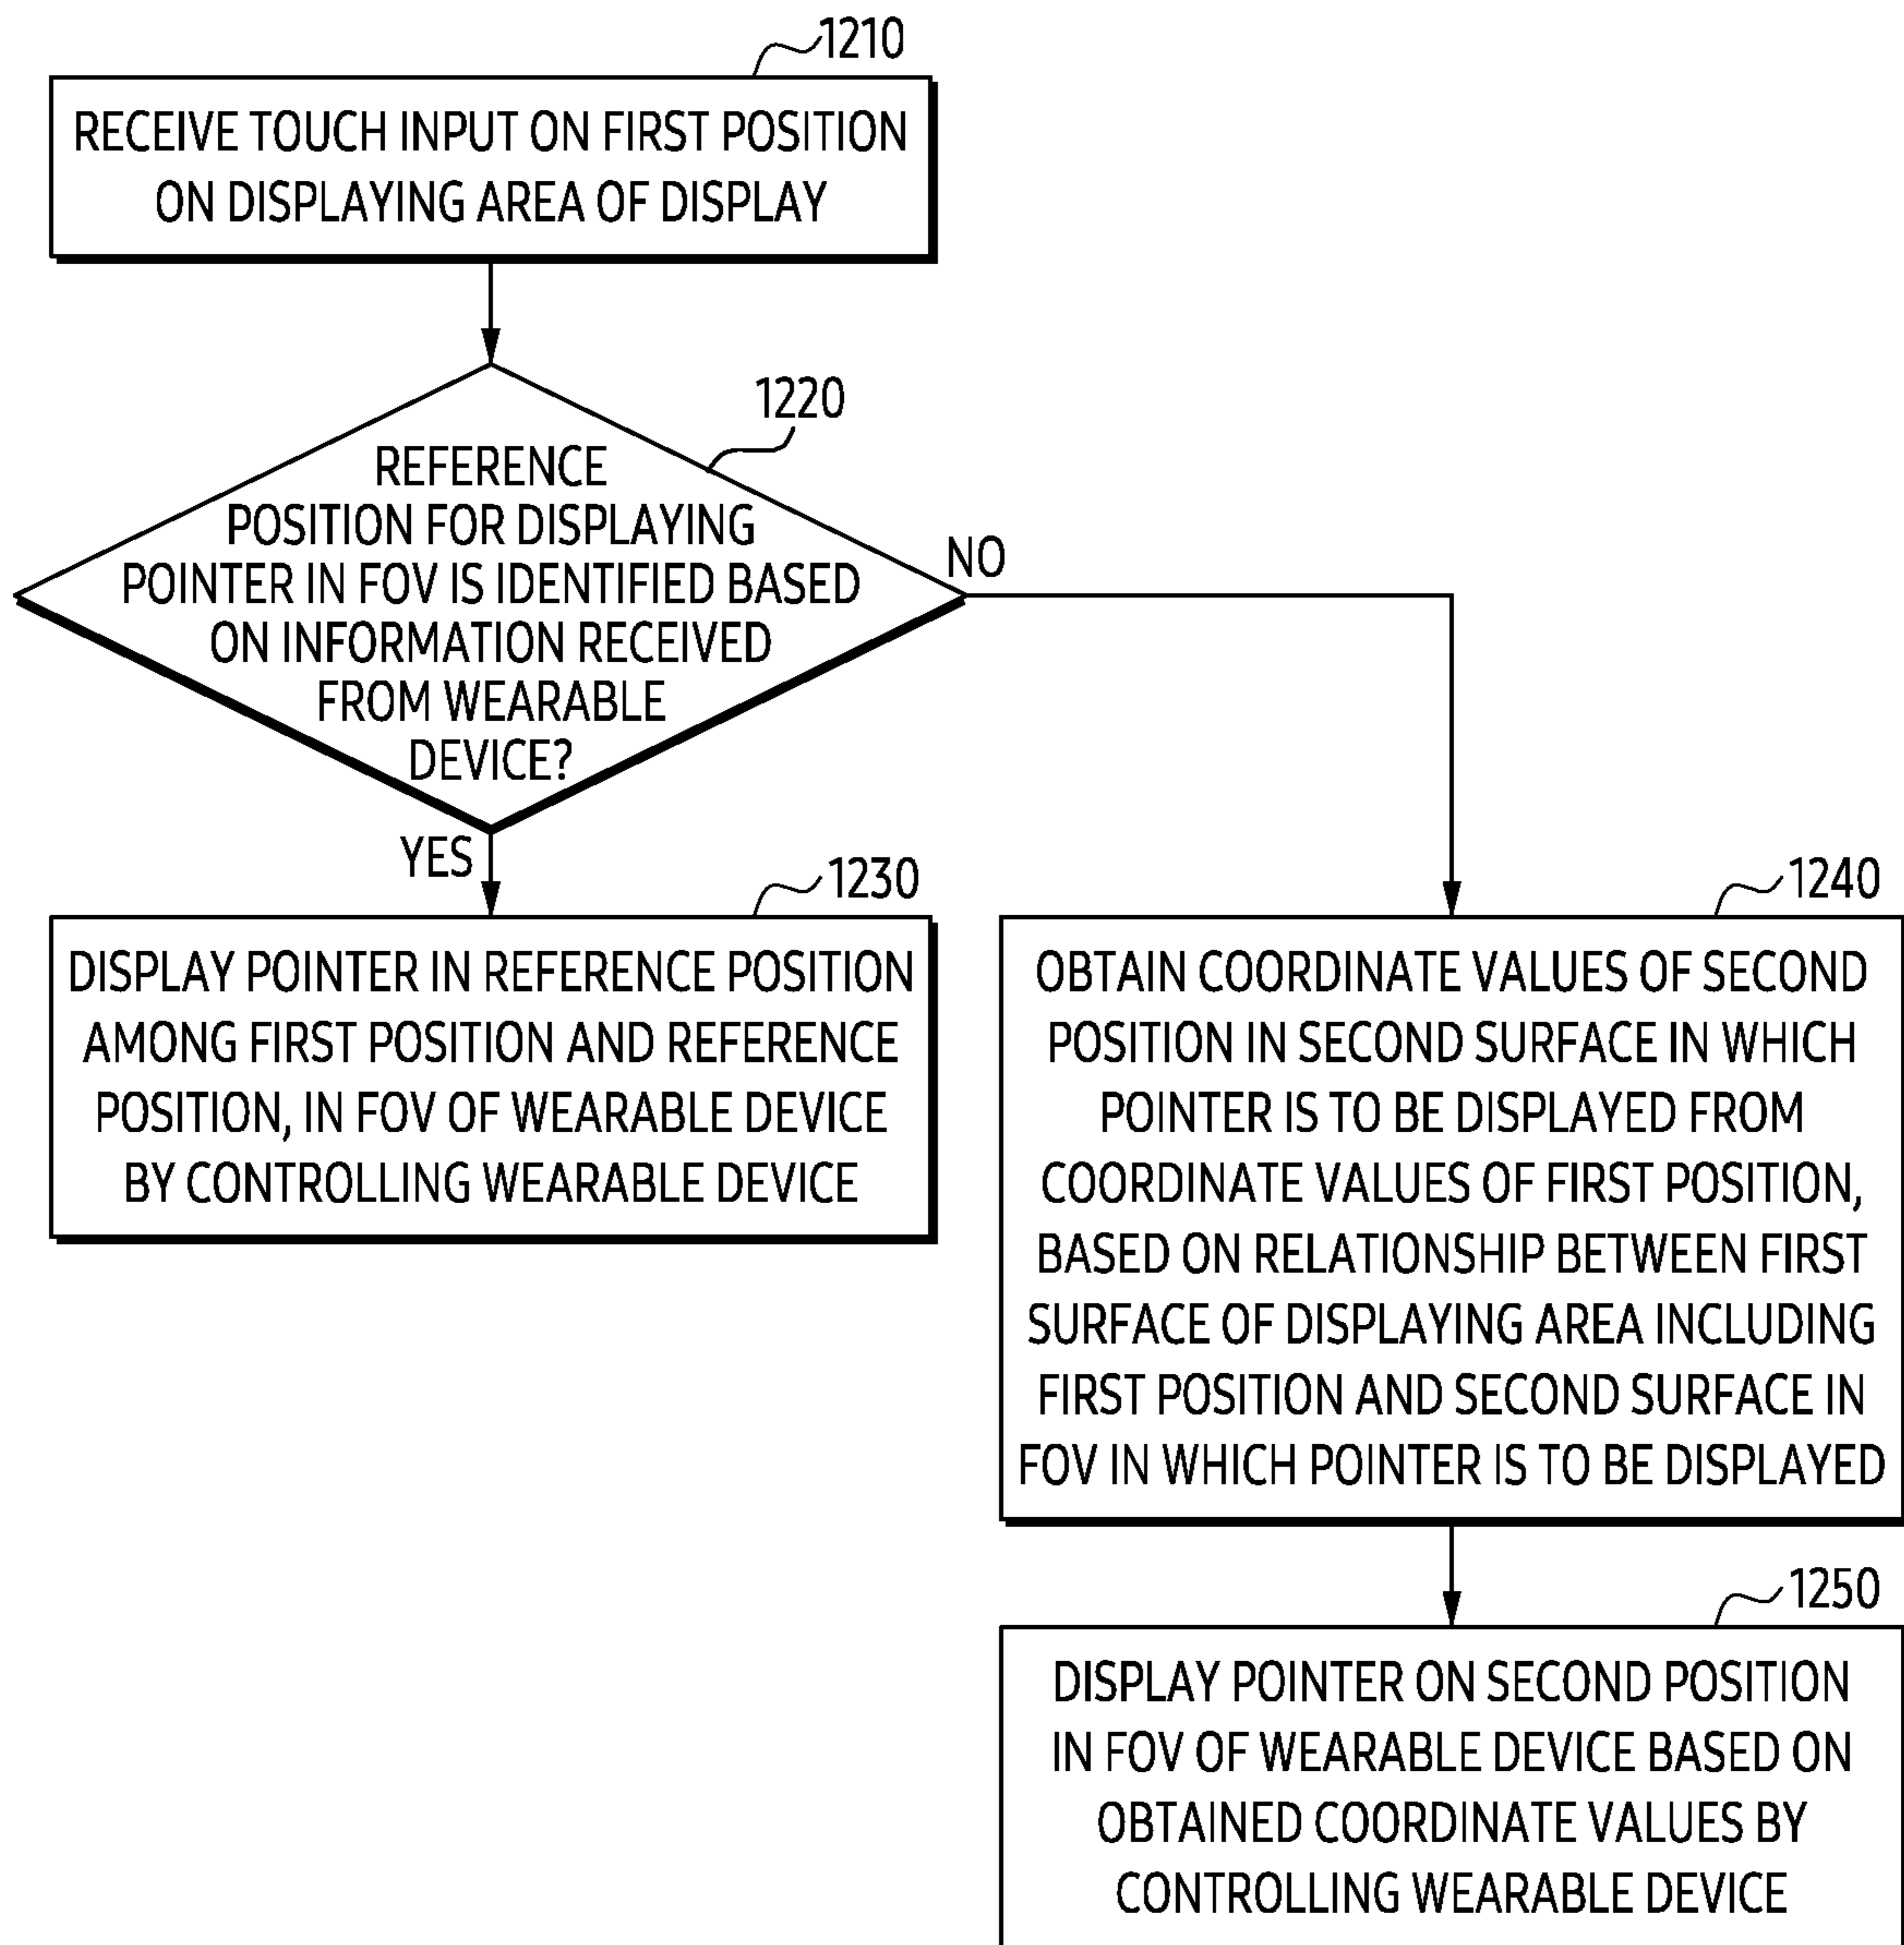 1210
RECEIVE TOUCH INPUT ON FIRST POSITION
ON DISPLAYING AREA OF DISPLAY
1220
REFERENCE
POSITION FOR DISPLAYING
POINTER IN FOV IS IDENTIFIED BASED
ON INFORMATION RECEIVED
FROM WEARABLE
DEVICE?
NO
YES
1230
DISPLAY POINTER IN REFERENCE POSITION
AMONG FIRST POSITION AND REFERENCE
POSITION, IN FOV OF WEARABLE DEVICE
BY CONTROLLING WEARABLE DEVICE
1240
OBTAIN COORDINATE VALUES OF SECOND
POSITION IN SECOND SURFACE IN WHICH
POINTER IS TO BE DISPLAYED FROM
COORDINATE VALUES OF FIRST POSITION,
BASED ON RELATIONSHIP BETWEEN FIRST
SURFACE OF DISPLAYING AREA INCLUDING
FIRST POSITION AND SECOND SURFACE IN
FOV IN WHICH POINTER IS TO BE DISPLAYED
1250
DISPLAY POINTER ON SECOND POSITION
IN FOV OF WEARABLE DEVICE BASED ON
OBTAINED COORDINATE VALUES BY
CONTROLLING WEARABLE DEVICE